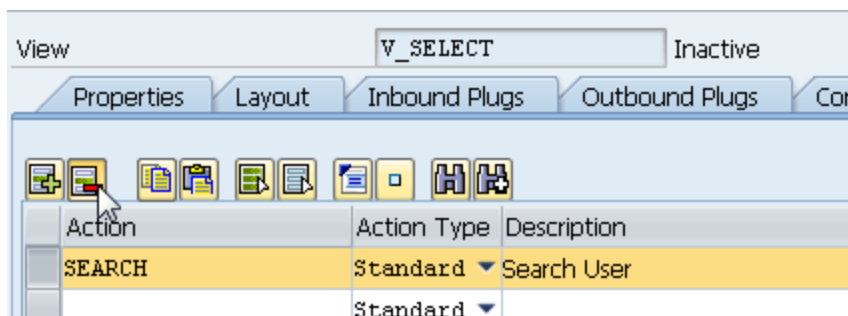 View V_SELECT Inactive
Properties Layout Inbound Plugs Outbound Plugs
Action Action Type Description
SEARCH Standard Search User
Standard